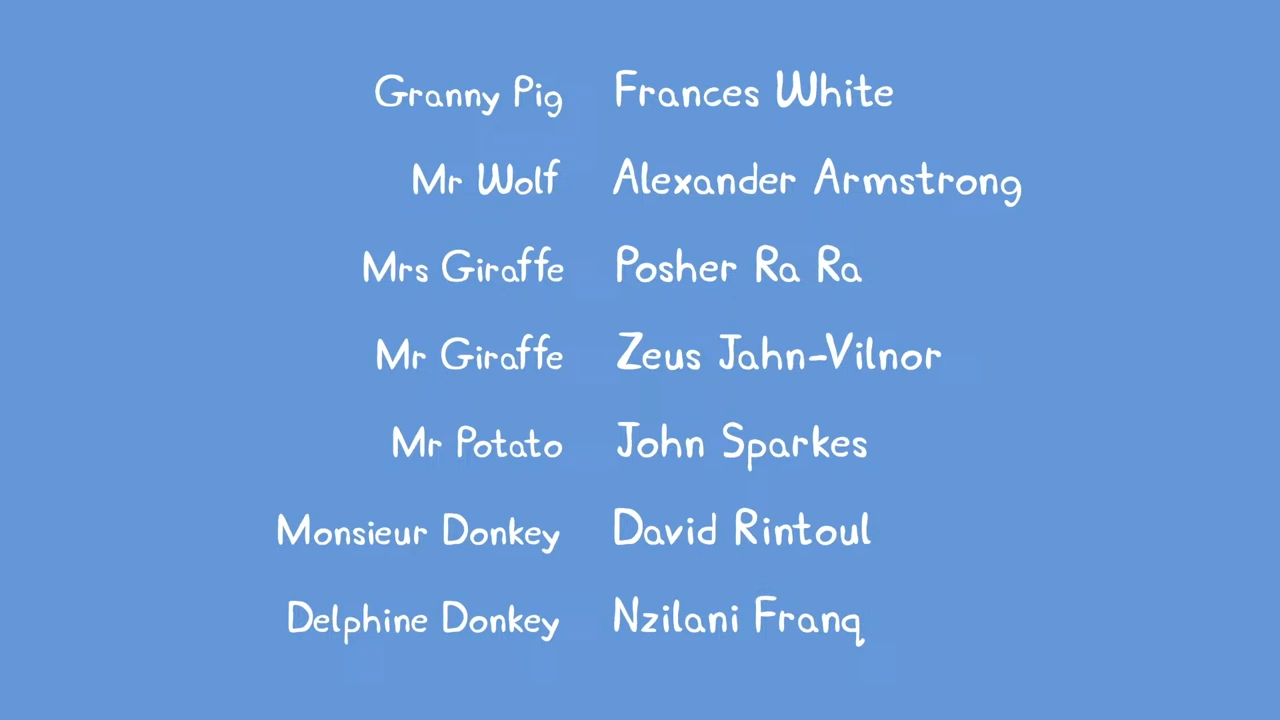 Granny Pig Frances White
Mr Wolf Alexander Armstrong
Mrs Giraffe Posher Ra Ra
Mr Giraffe Zeus Jahn-Vilnor
Mr Potato John Sparkes
Monsieur Donkey David Rintoul
Delphine Donkey Nzilani Franq